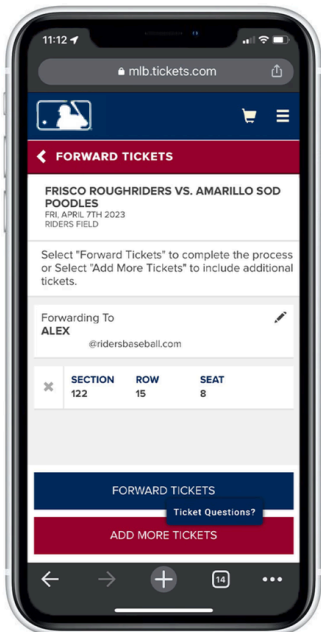 11:12
mlb.tickets.com
FORWARD TICKETS
FRISCO ROUGHRIDERS VS. AMARILLO SOD
POODLES
FRI, APRIL 7TH 2023
RIDERS FIELD
Select "Forward Tickets" to complete the process
or Select "Add More Tickets" to include additional
tickets.
Forwarding To
ALEX
@ridersbaseball.com
SECTION ROW SEAT
122 15 8
FORWARD TICKETS
Ticket Questions?
ADD MORE TICKETS
14